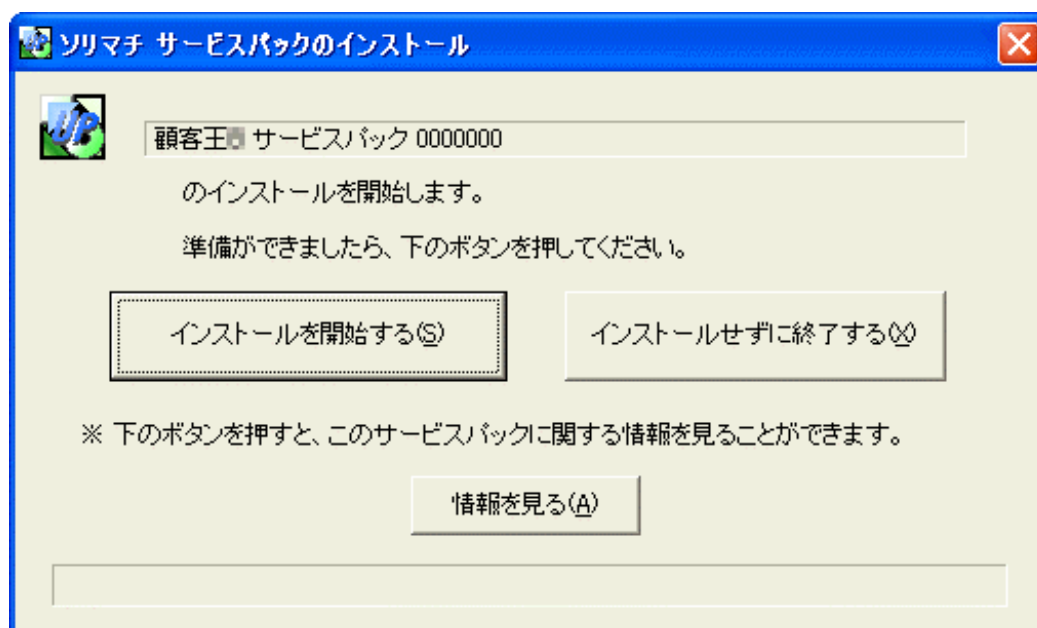 ソリマチ サービスパックのインストール
UP
顧客王 サービスパック 0000000
のインストールを開始します。
準備ができましたら、下のボタンを押してください。
インストールを開始する(S)
インストールせずに終了する(X)
※ 下のボタンを押すと、このサービスパックに関する情報を見ることができます。
情報を見る(A)